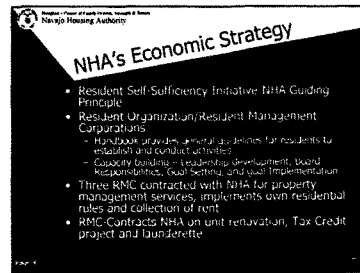 Navajo Housing Authority
NHA's Economic Strategy
Resident Self-Sufficiency Initiative NHA Guiding
Principle
Resident Organization/Resident Management
Corporations
– Handbook provides general guidelines for residents to
establish and conduct activities
– Capacity building – Leadership development, Board
Responsibilities, Goal Setting, and goal Implementation
Three RMC contracted with NHA for property
management services, implements own residential
rules and collection of rent
RMC-Contracts NHA on unit renovation, Tax Credit
project and launderette